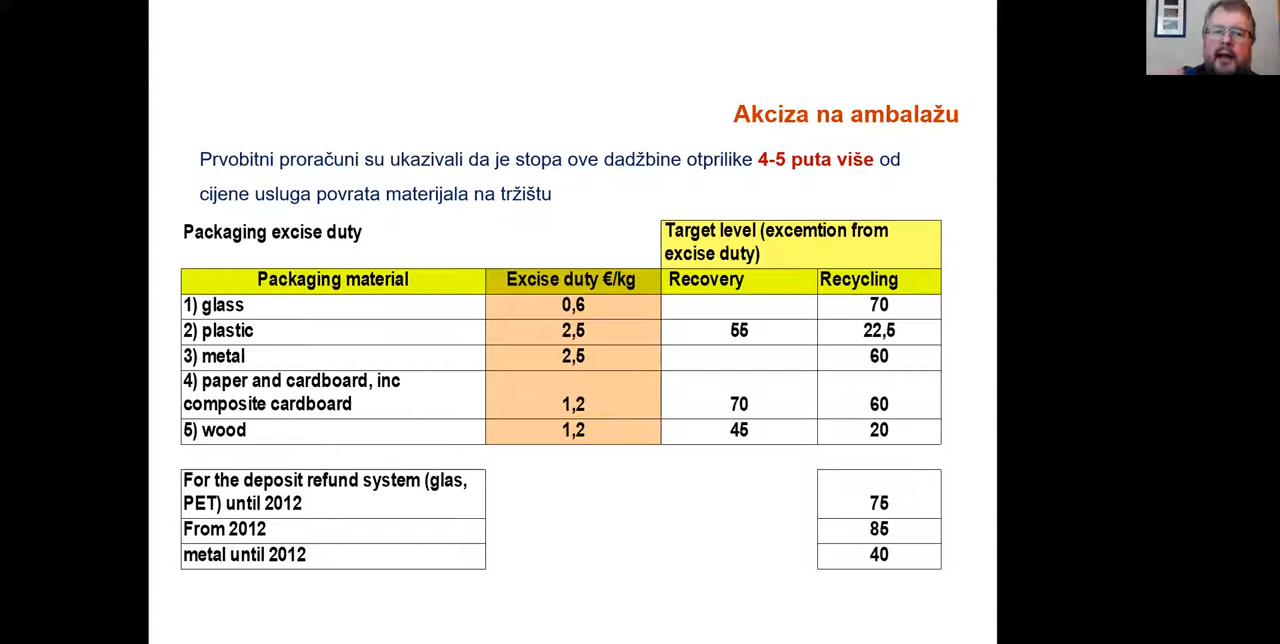 Akciza na ambalažu
Prvobitni proračuni su ukazivali da je stopa ove dadžbine otprilike 4-5 puta više od
cijene usluga povrata materijala na tržištu
Packaging excise duty
Target level (excemtion from
excise duty)
Packaging material Excise duty €/kg Recovery Recycling
1) glass 0,6 70
2) plastic 2,5 55 22,5
3) metal 2,5 60
4) paper and cardboard, inc
composite cardboard 1,2 70 60
5) wood 1,2 45 20
For the deposit refund system (glas,
PET) until 2012 75
From 2012 85
metal until 2012 40